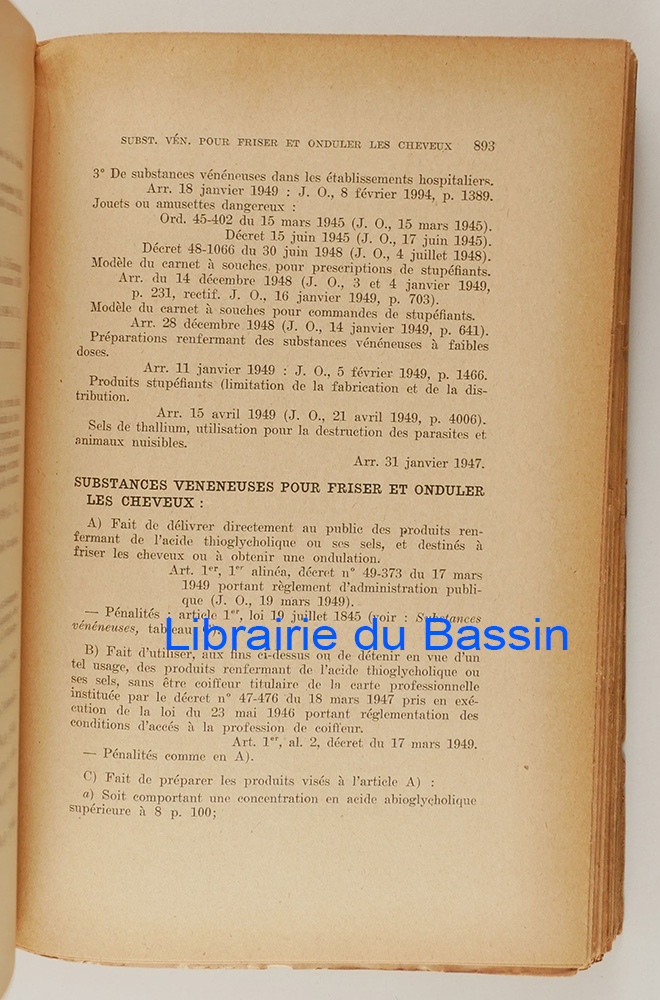 SUBST. VÉN. POUR FRISER ET ONDULER LES CHEVEUX 893
3° De substances vénéneuses dans les établissements hospitaliers.
Arr. 18 janvier 1949 : J. O., 8 février 1994, p. 1389.
Jouets ou amusettes dangereux :
Ord. 45-402 du 15 mars 1945 (J. O., 15 mars 1945).
Décret 15 juin 1945 (J. O., 17 juin 1945).
Décret 48-1066 du 30 juin 1948 (J. O., 4 juillet 1948).
Modèle du carnet à souches pour prescriptions de stupéfiants.
Arr. du 14 décembre 1948 (J. O., 3 et 4 janvier 1949,
p. 231, rectif. J. O., 16 janvier 1949, p. 703).
Modèle du carnet à souches pour commandes de stupéfiants.
Arr. 28 décembre 1948 (J. O., 14 janvier 1949, p. 641).
Préparations renfermant des substances vénéneuses à faibles
doses.
Arr. 11 janvier 1949 : J. O., 5 février 1949, p. 1466.
Produits stupéfiants (limitation de la fabrication et de la dis-
tribution.
Arr. 15 avril 1949 (J. O., 21 avril 1949, p. 4006).
Sels de thallium, utilisation pour la destruction des parasites et
animaux nuisibles.
Arr. 31 janvier 1947.
SUBSTANCES VENENEUSES POUR FRISER ET ONDULER
LES CHEVEUX :
A) Fait de délivrer directement au public des produits ren-
fermant de l'acide thioglycholique ou ses sels, et destinés à
friser les cheveux ou à obtenir une ondulation.
Art. 1er, 1er alinéa, décret n° 49-373 du 17 mars
1949 portant règlement d'administration publi-
que (J. O., 19 mars 1949).
— Pénalités : article 1er, loi 19 juillet 1845 (voir : Substances
vénéneuses, tableau
Librairie du Bassin
B) Fait d'utiliser, aux fins ci-dessus ou de détenir en vue d'un
tel usage, des produits renfermant de l'acide thioglycholique ou
ses sels, sans être coiffeur titulaire de la carte professionnelle
instituée par le décret n° 47-476 du 18 mars 1947 pris en exé-
cution de la loi du 23 mai 1946 portant réglementation des
conditions d'accés à la profession de coiffeur.
Art. 1er, al. 2, décret du 17 mars 1949.
— Pénalités comme en A).
C) Fait de préparer les produits visés à l'article A) :
a) Soit comportant une concentration en acide abioglycholique
supérieure à 8 p. 100;